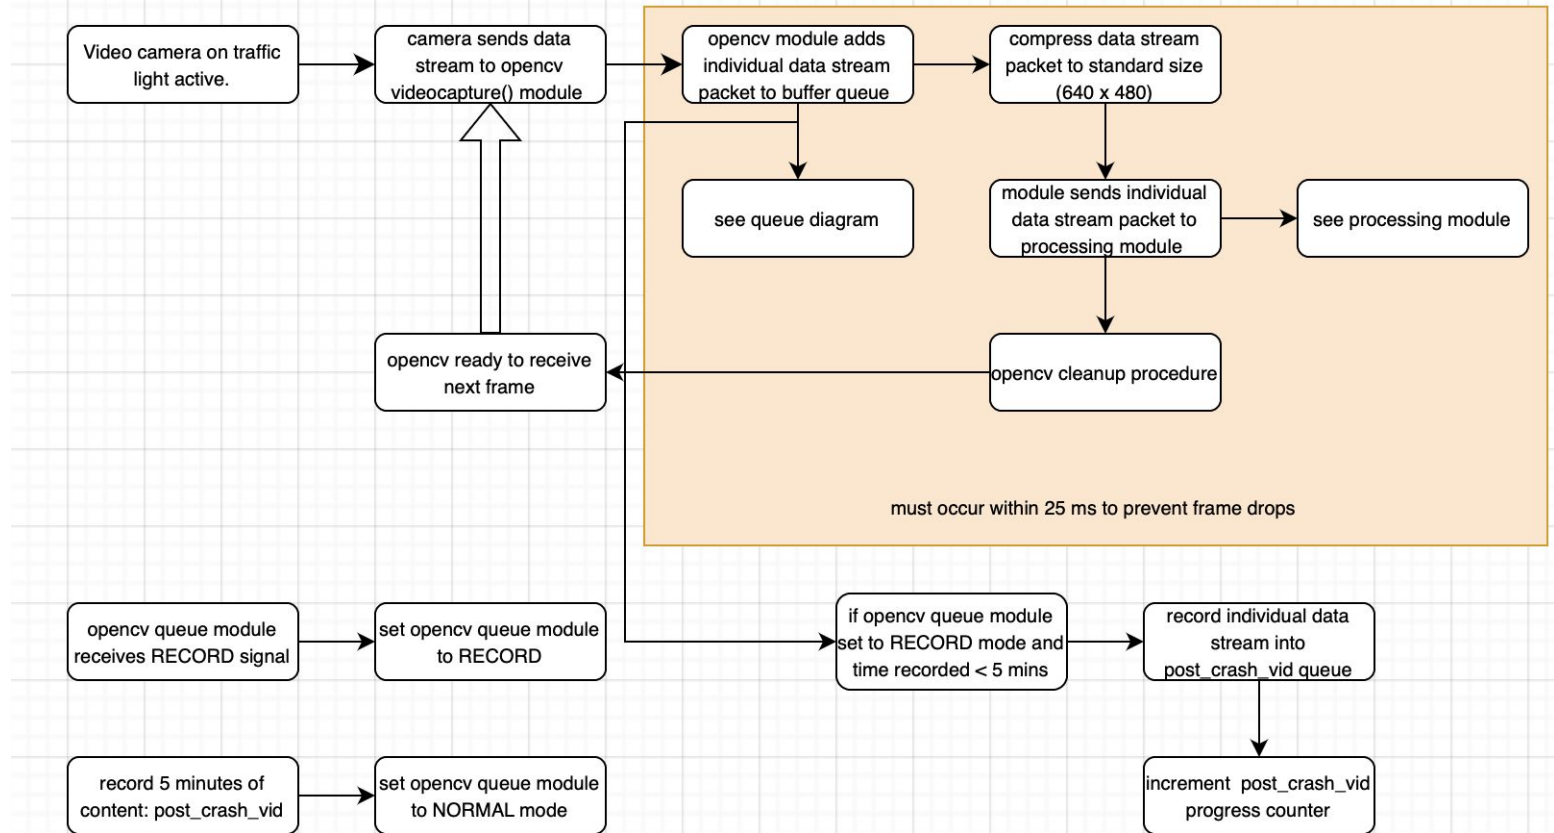 Video camera on traffic
light active.
camera sends data
stream to opencv
videocapture() module
opencv module adds
individual data stream
packet to buffer queue
compress data stream
packet to standard size
(640 x 480)
see queue diagram
module sends individual
data stream packet to
processing module
see processing module
opencv ready to receive
next frame
opencv cleanup procedure
must occur within 25 ms to prevent frame drops
opencv queue module
receives RECORD signal
set opencv queue module
to RECORD
if opencv queue module
set to RECORD mode and
time recorded < 5 mins
record individual data
stream into
post_crash_vid queue
record 5 minutes of
content: post_crash_vid
set opencv queue module
to NORMAL mode
increment post_crash_vid
progress counter